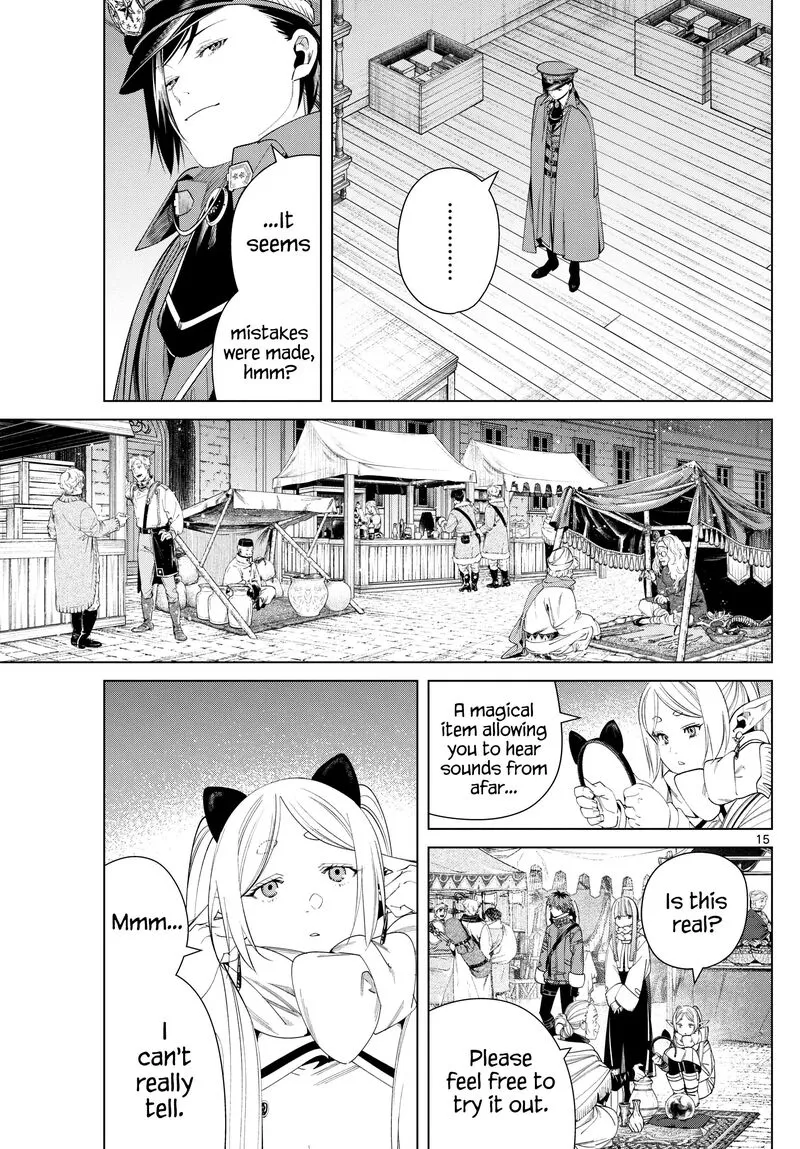 .........
...It
seems
mistakes
were made,
hmm?
A magical
item allowing
you to hear
sounds from
afar...
15
Is this
real?
Please
feel free to
try it out.
Mmm...
I
can't
really
tell.